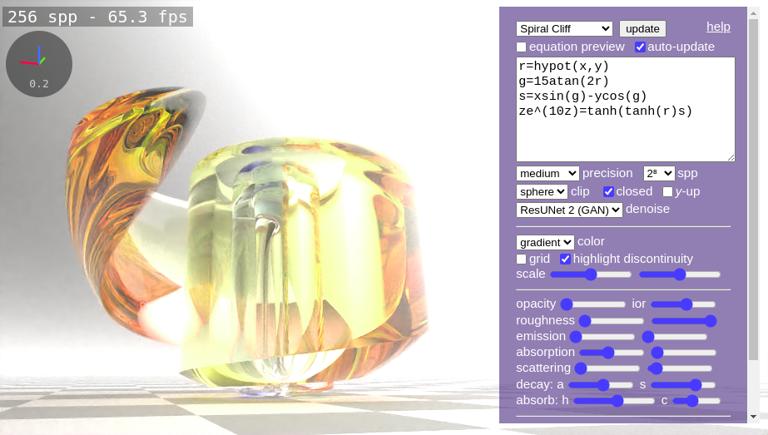 256 spp - 65.3 fps
0.2
Spiral Cliff update help
equation preview auto-update
r=hypot(x,y)
g=15atan(2r)
s=xsin(g)-ycos(g)
ze^(10z)=tanh(tanh(r)s)
medium precision 2⁸ spp
sphere clip closed y-up
ResUNet 2 (GAN) denoise
gradient color
grid highlight discontinuity
scale
opacity ior
roughness
emission
absorption
scattering
decay: a s
absorb: h c